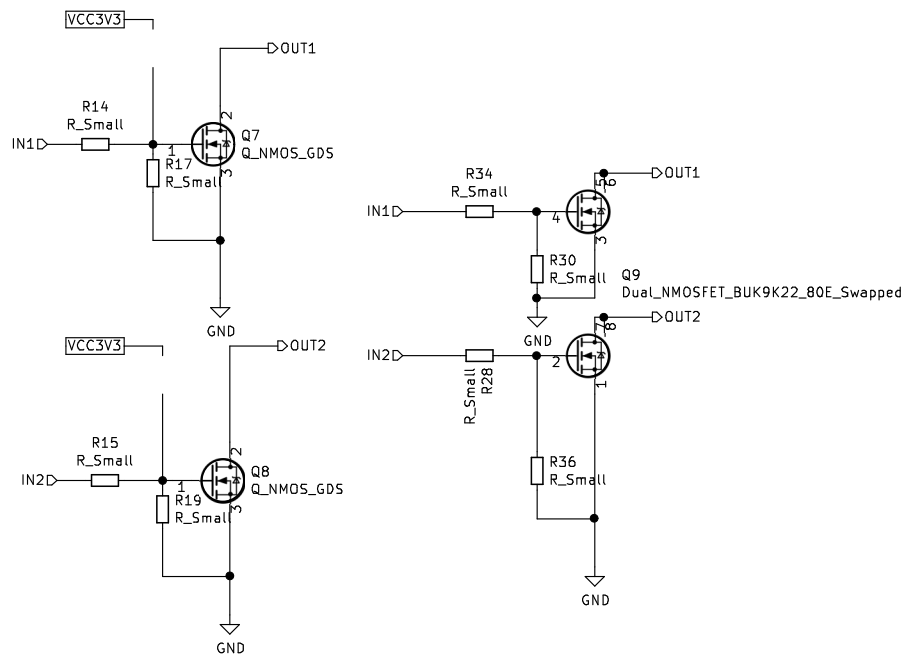 VCC3V3
OUT1
R14
R_Small
IN1
1
2
Q7
Q_NMOS_GDS
R17
R_Small
3
GND
VCC3V3
OUT2
R15
R_Small
IN2
1
2
Q8
Q_NMOS_GDS
R19
R_Small
3
GND
R34
R_Small
IN1
4
5
6
OUT1
3
R30
R_Small
GND
Q9
Dual_NMOSFET_BUK9K22_80E_Swapped
IN2
R_Small
R28
2
7
8
OUT2
1
R36
R_Small
GND